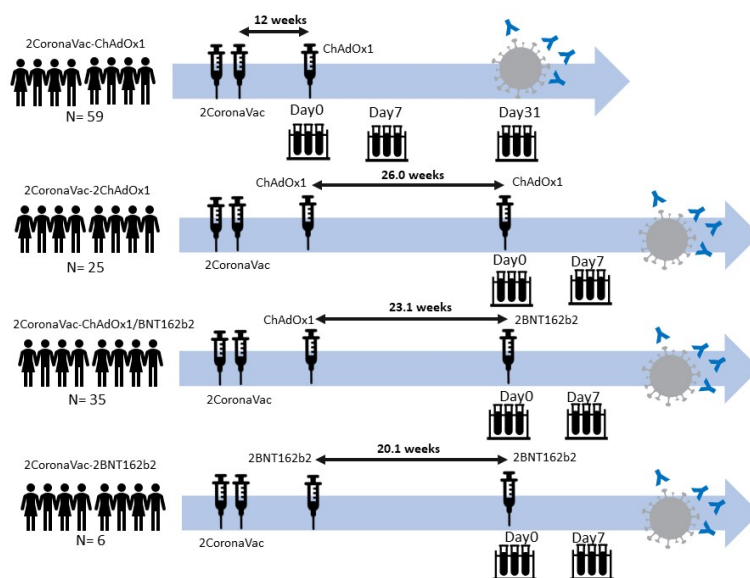 12 weeks
2CoronaVac-ChAdOx1
ChAdOx1
N= 59
2CoronaVac
Day0
Day7
Day31
2CoronaVac-2ChAdOx1
ChAdOx1
26.0 weeks
ChAdOx1
N= 25
2CoronaVac
Day0
Day7
2CoronaVac-ChAdOx1/BNT162b2
ChAdOx1
23.1 weeks
2BNT162b2
N= 35
2CoronaVac
Day0
Day7
2CoronaVac-2BNT162b2
2BNT162b2
20.1 weeks
2BNT162b2
N= 6
2CoronaVac
Day0
Day7